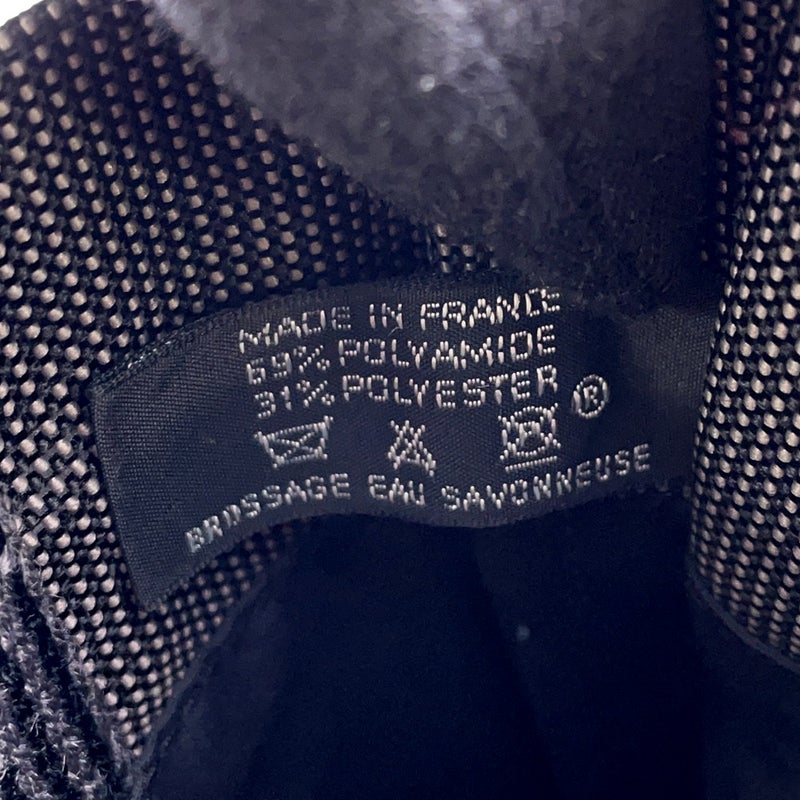 MADE IN FRANCE
69% POLYAMIDE
31% POLYESTER
®
BROSSAGE EAU SAVONNEUSE